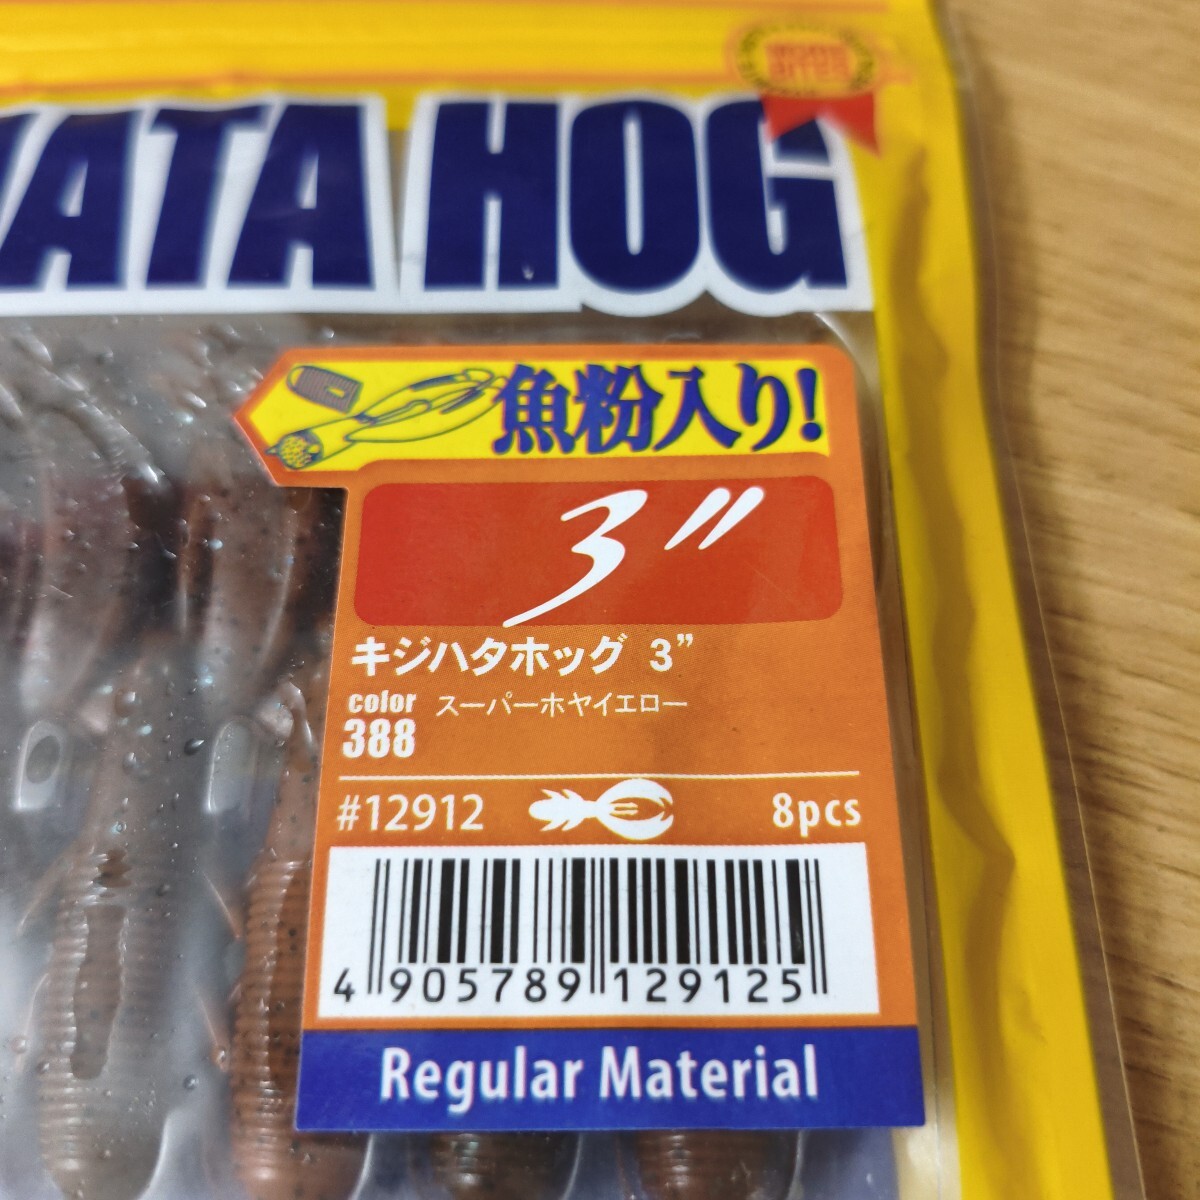 ATA HOG
魚粉入り!
3"
キジハタホッグ 3”
color スーパーホヤイエロー
388
#12912 8pcs
4 905789 129125
Regular Material